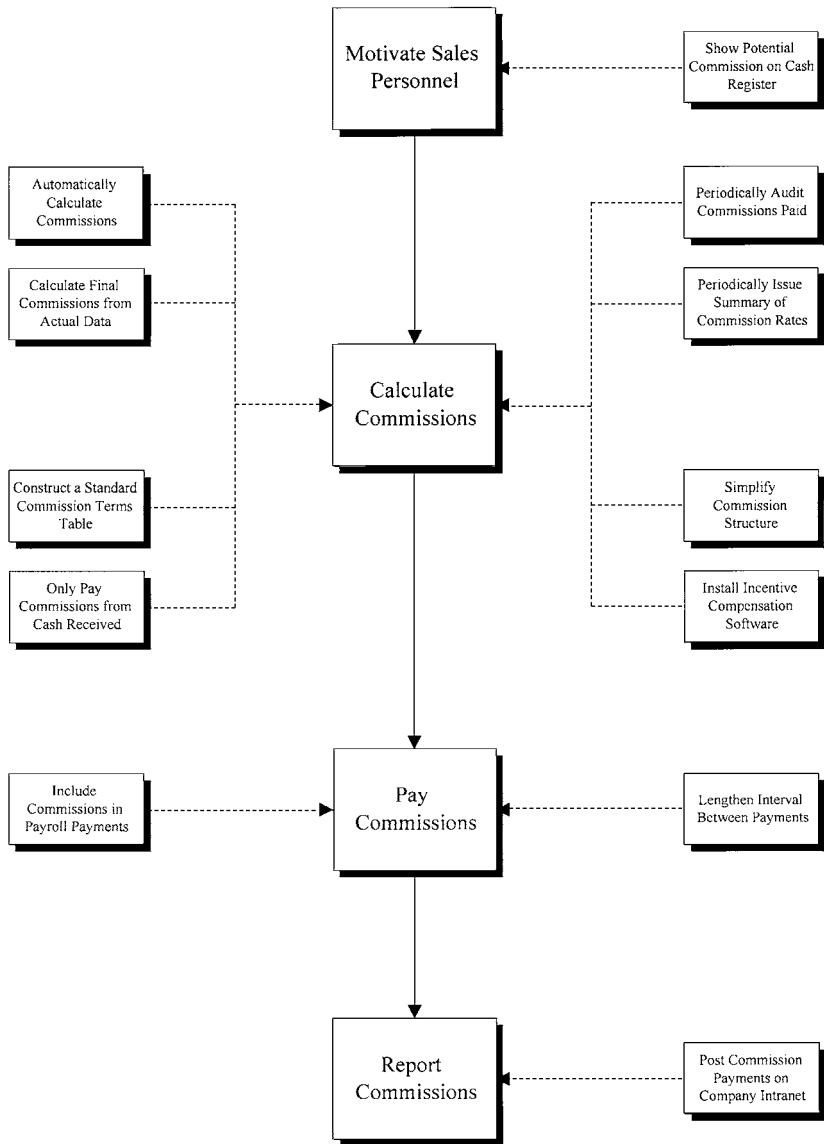 Motivate Sales
Personnel
Show Potential
Commission on Cash
Register
Automatically
Calculate
Commissions
Periodically Audit
Commissions Paid
Calculate Final
Commissions from
Actual Data
Periodically Issue
Summary of
Commission Rates
Calculate
Commissions
Construct a Standard
Commission Terms
Table
Simplify
Commission
Structure
Only Pay
Commissions from
Cash Received
Install Incentive
Compensation
Software
Include
Commissions in
Payroll Payments
Pay
Commissions
Lengthen Interval
Between Payments
Report
Commissions
Post Commission
Payments on
Company Intranet